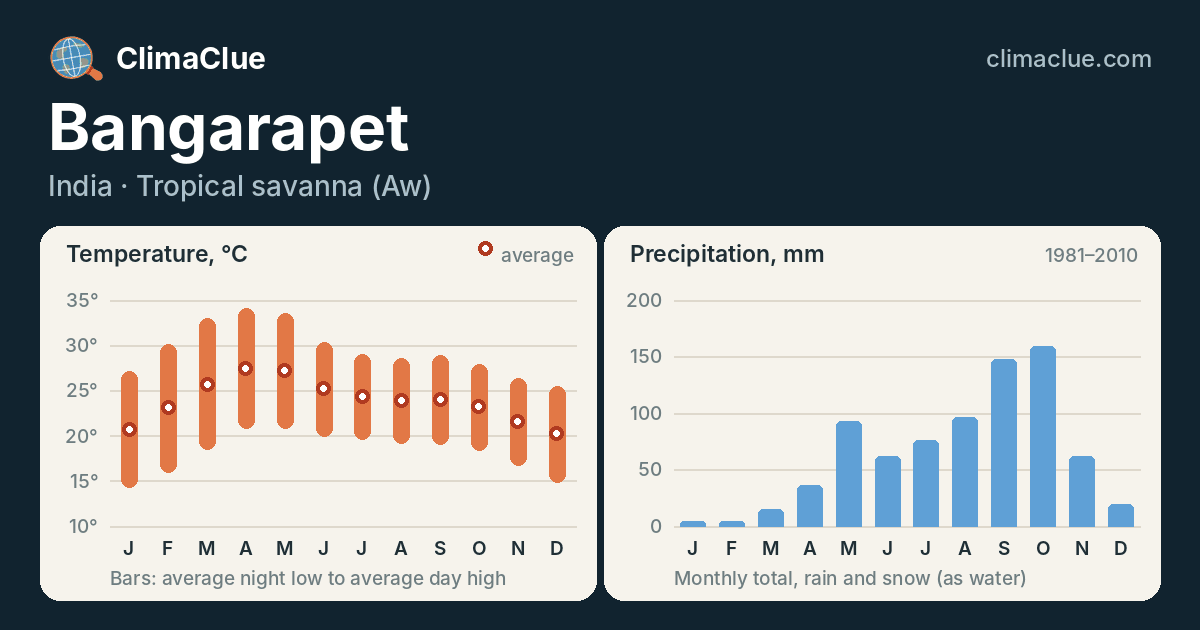 ClimaClue
climaclue.com
Bangarapet
India · Tropical savanna (Aw)
Temperature, °C
average
35°
30°
25°
20°
15°
10°
J F M A M J J A S O N D
Bars: average night low to average day high
Precipitation, mm
1981–2010
200
150
100
50
0
J F M A M J J A S O N D
Monthly total, rain and snow (as water)